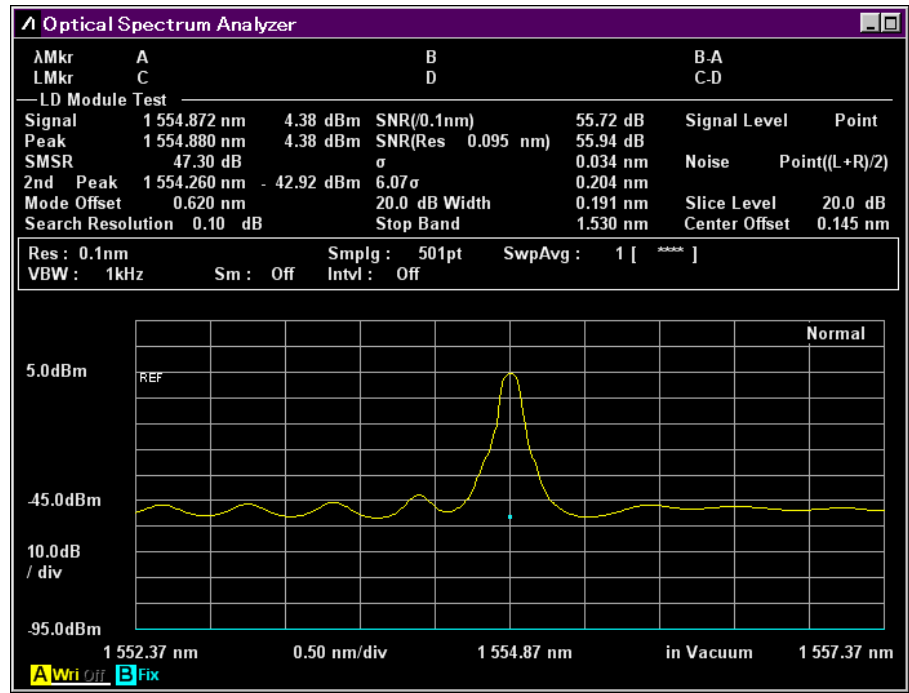 Optical Spectrum Analyzer
λMkr A B B-A
LMkr C D C-D
LD Module Test
Signal 1 554.872 nm 4.38 dBm SNR(/0.1nm) 55.72 dB Signal Level Point
Peak 1 554.880 nm 4.38 dBm SNR(Res 0.095 nm) 55.94 dB
SMSR 47.30 dB σ 0.034 nm Noise Point((L+R)/2)
2nd Peak 1 554.260 nm - 42.92 dBm 6.07σ 0.204 nm
Mode Offset 0.620 nm 20.0 dB Width 0.191 nm Slice Level 20.0 dB
Search Resolution 0.10 dB Stop Band 1.530 nm Center Offset 0.145 nm
Res : 0.1nm Smplg : 501pt SwpAvg : 1 [ **** ]
VBW : 1kHz Sm : Off Intvl : Off
Normal
5.0dBm
REF
-45.0dBm
10.0dB
/ div
-95.0dBm
1 552.37 nm 0.50 nm/div 1 554.87 nm in Vacuum 1 557.37 nm
A Wri Off B Fix